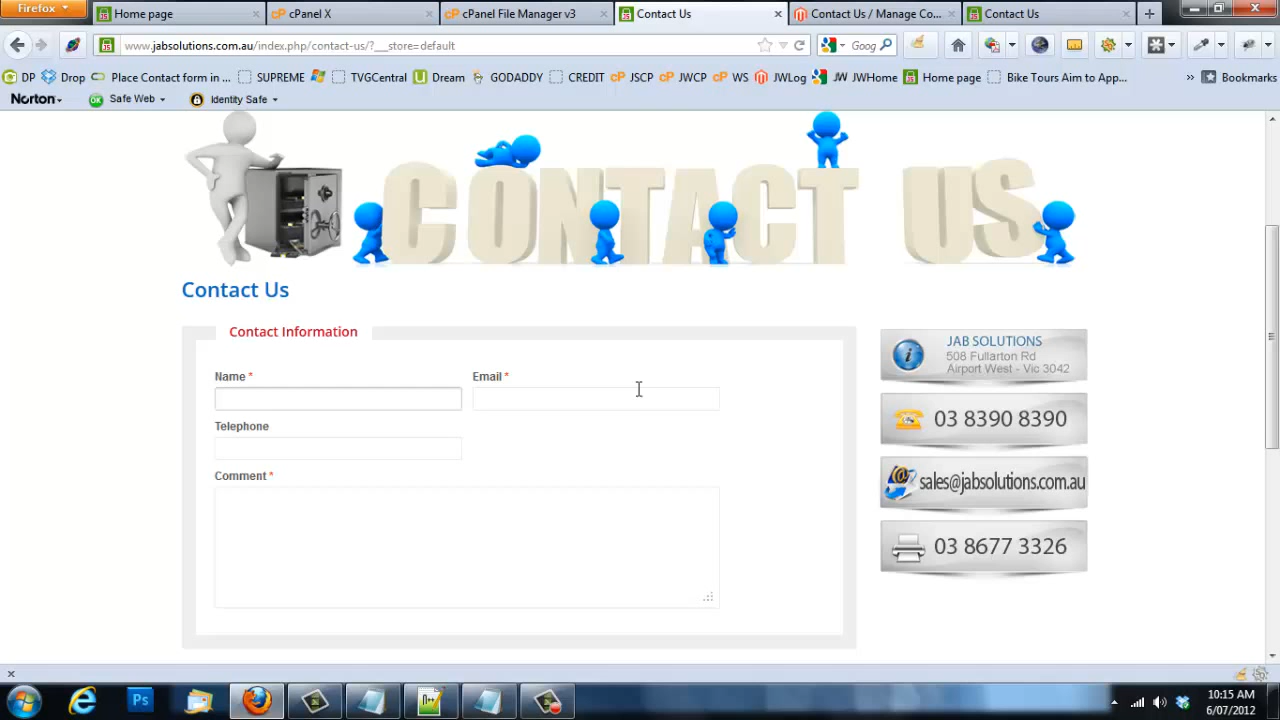 Firefox
Home page
cPanel X
cPanel File Manager v3
Contact Us
Contact Us / Manage Co...
Contact Us
www.jabsolutions.com.au/index.php/contact-us/?___store=default
Goog
DP
Drop
Place Contact form in ...
SUPREME
TVGCentral
Dream
GODADDY
CREDIT
JSCP
JWCP
WS
JWLog
JW JWHome
Home page
Bike Tours Aim to App...
Bookmarks
Norton
OK Safe Web
Identity Safe
CONTACT US
Contact Us
Contact Information
Name *
Email *
Telephone
Comment *
JAB SOLUTIONS
508 Fullarton Rd
Airport West - Vic 3042
03 8390 8390
sales@jabsolutions.com.au
03 8677 3326
Ps
10:15 AM
6/07/2012